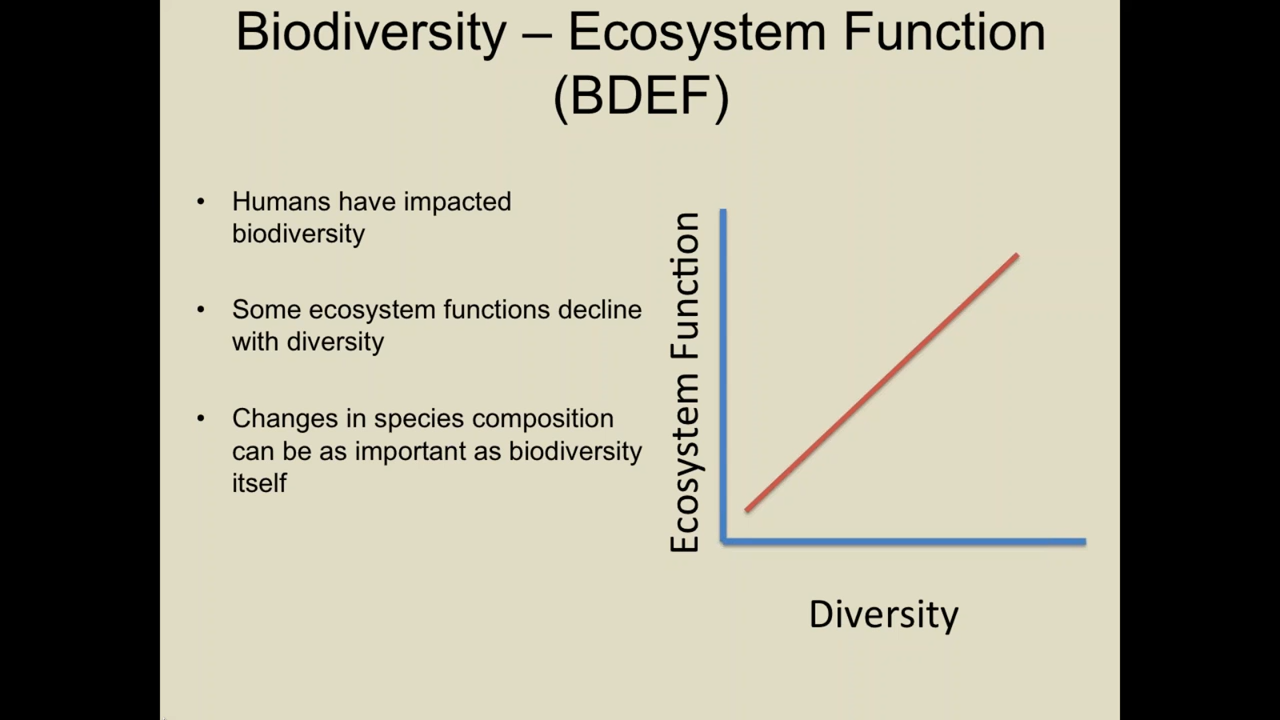 Biodiversity – Ecosystem Function
(BDEF)
• Humans have impacted
biodiversity
• Some ecosystem functions decline
with diversity
• Changes in species composition
can be as important as biodiversity
itself
Ecosystem Function
Diversity